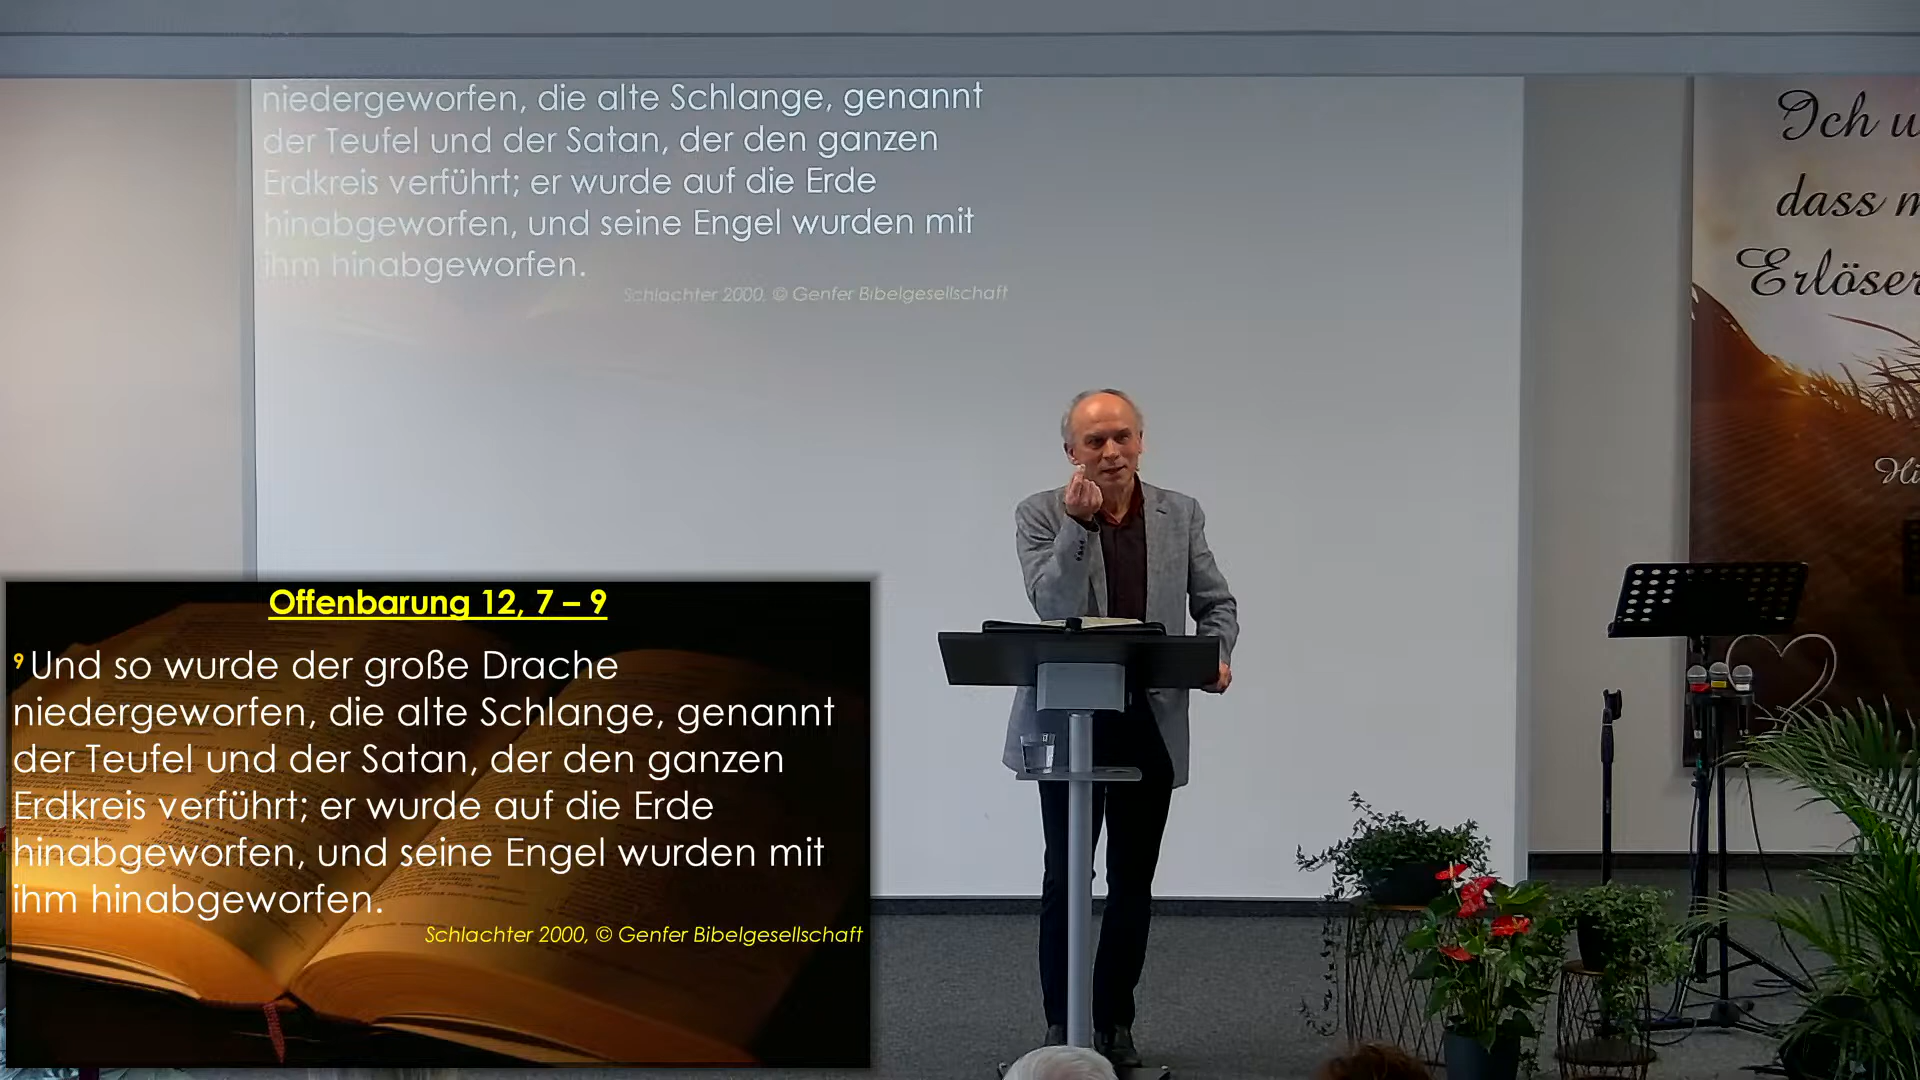 niedergeworfen, die alte Schlange, genannt
der Teufel und der Satan, der den ganzen
Erdkreis verführt; er wurde auf die Erde
hinabgeworfen, und seine Engel wurden mit
ihm hinabgeworfen.
Schlachter 2000, © Genfer Bibelgesellschaft
Ich
dass
Erlöser
Offenbarung 12, 7 – 9
9 Und so wurde der große Drache
niedergeworfen, die alte Schlange, genannt
der Teufel und der Satan, der den ganzen
Erdkreis verführt; er wurde auf die Erde
hinabgeworfen, und seine Engel wurden mit
ihm hinabgeworfen.
Schlachter 2000, © Genfer Bibelgesellschaft